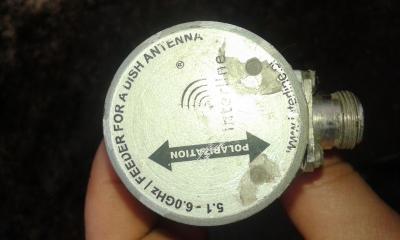 5.1 - 6.0GHz | FEEDER FOR A DISH ANTENNA
®
interline
POLARIZATION